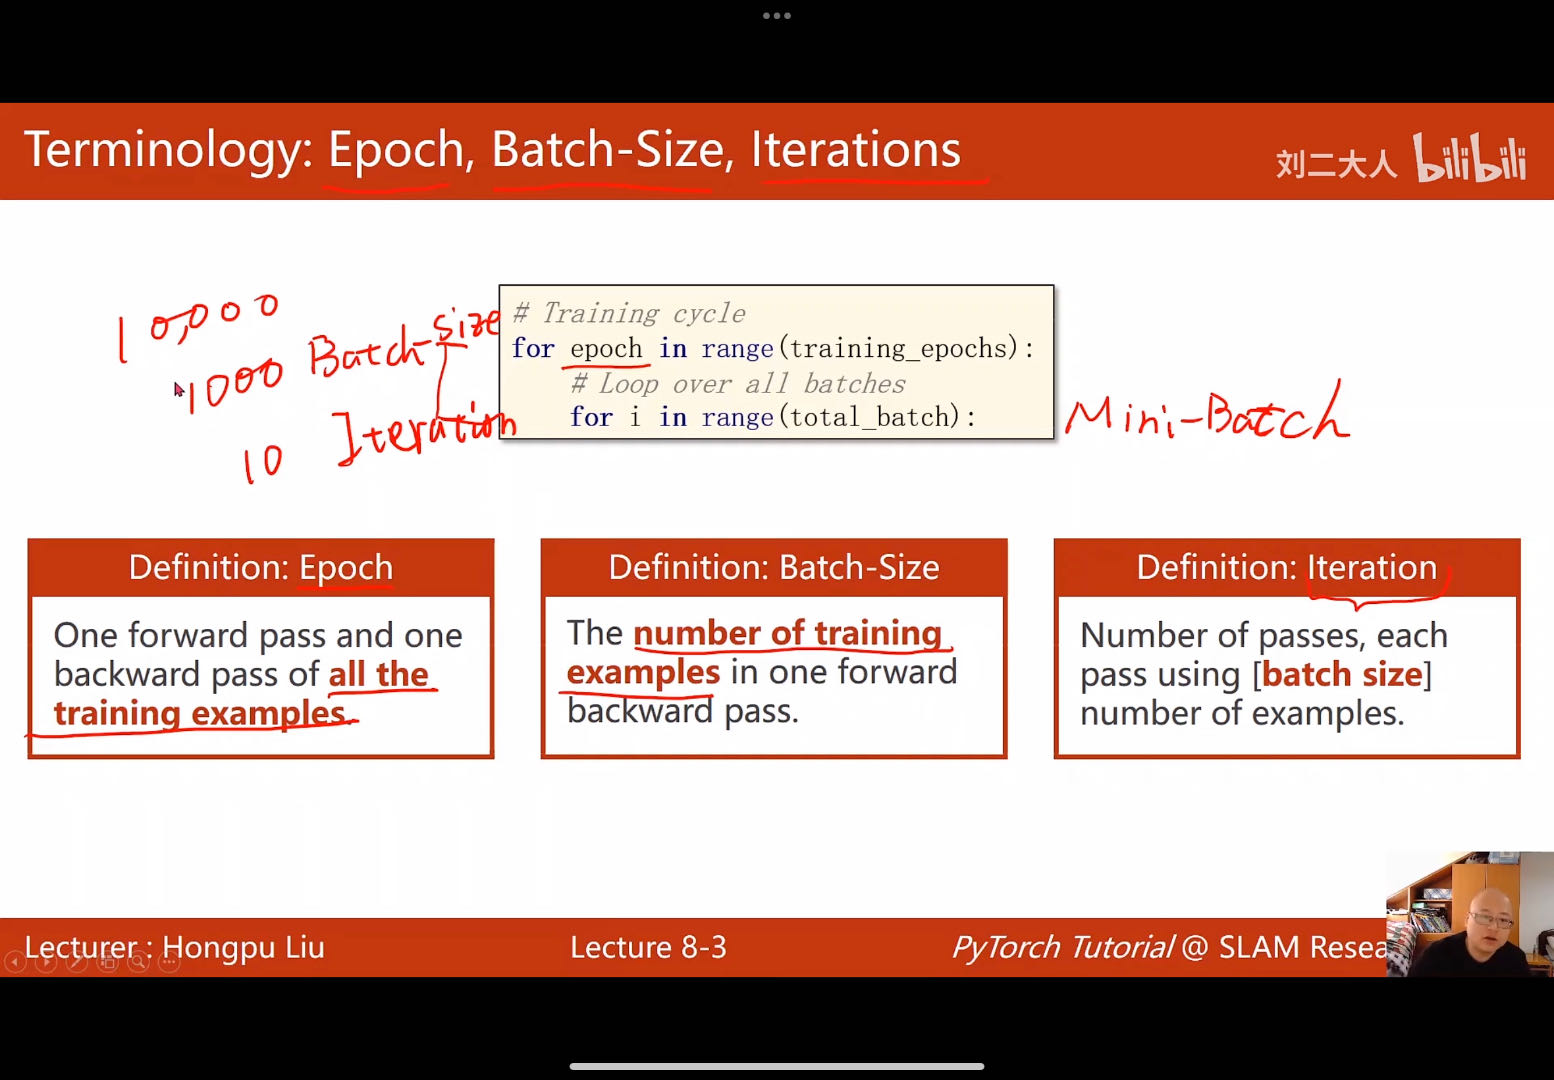 Terminology: Epoch, Batch-Size, Iterations
刘二大人 bilibili
10,000
1000 Batch-size
10 Iteration
# Training cycle
for epoch in range(training_epochs):
# Loop over all batches
for i in range(total_batch):
Mini-Batch
Definition: Epoch
One forward pass and one
backward pass of all the
training examples.
Definition: Batch-Size
The number of training
examples in one forward
backward pass.
Definition: Iteration
Number of passes, each
pass using [batch size]
number of examples.
Lecturer : Hongpu Liu
Lecture 8-3
PyTorch Tutorial @ SLAM Resea